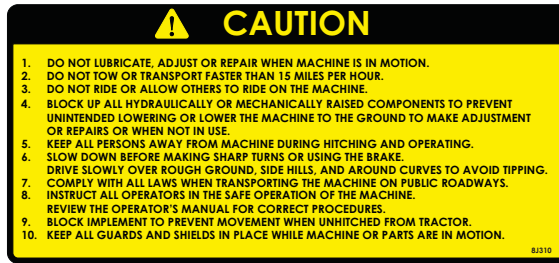 CAUTION
1. DO NOT LUBRICATE, ADJUST OR REPAIR WHEN MACHINE IS IN MOTION.
2. DO NOT TOW OR TRANSPORT FASTER THAN 15 MILES PER HOUR.
3. DO NOT RIDE OR ALLOW OTHERS TO RIDE ON THE MACHINE.
4. BLOCK UP ALL HYDRAULICALLY OR MECHANICALLY RAISED COMPONENTS TO PREVENT
UNINTENDED LOWERING OR LOWER THE MACHINE TO THE GROUND TO MAKE ADJUSTMENT
OR REPAIRS OR WHEN NOT IN USE.
5. KEEP ALL PERSONS AWAY FROM MACHINE DURING HITCHING AND OPERATING.
6. SLOW DOWN BEFORE MAKING SHARP TURNS OR USING THE BRAKE.
DRIVE SLOWLY OVER ROUGH GROUND, SIDE HILLS, AND AROUND CURVES TO AVOID TIPPING.
7. COMPLY WITH ALL LAWS WHEN TRANSPORTING THE MACHINE ON PUBLIC ROADWAYS.
8. INSTRUCT ALL OPERATORS IN THE SAFE OPERATION OF THE MACHINE.
REVIEW THE OPERATOR'S MANUAL FOR CORRECT PROCEDURES.
9. BLOCK IMPLEMENT TO PREVENT MOVEMENT WHEN UNHITCHED FROM TRACTOR.
10. KEEP ALL GUARDS AND SHIELDS IN PLACE WHILE MACHINE OR PARTS ARE IN MOTION.
8J310